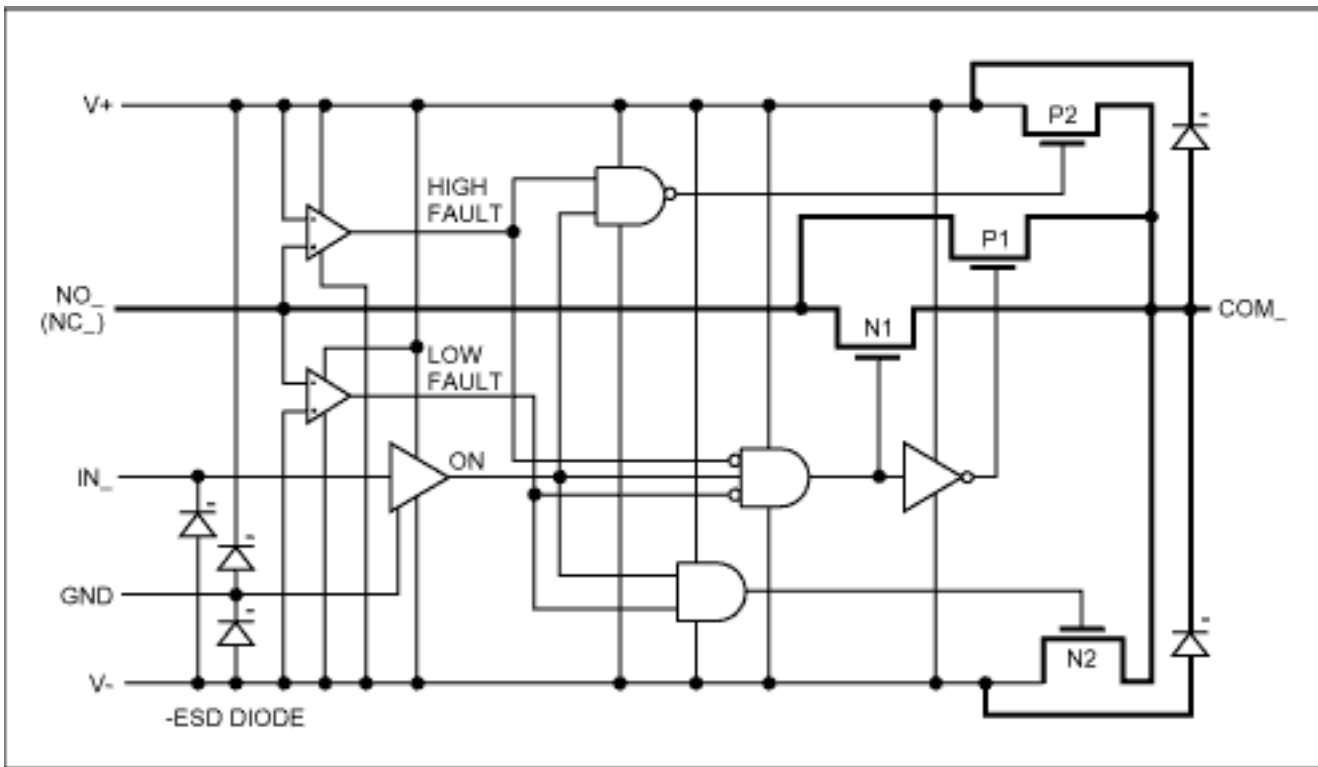 V+
P2
HIGH
FAULT
P1
NO_
(NC_)
COM_
N1
LOW
FAULT
ON
IN_
GND
N2
V-
-ESD DIODE